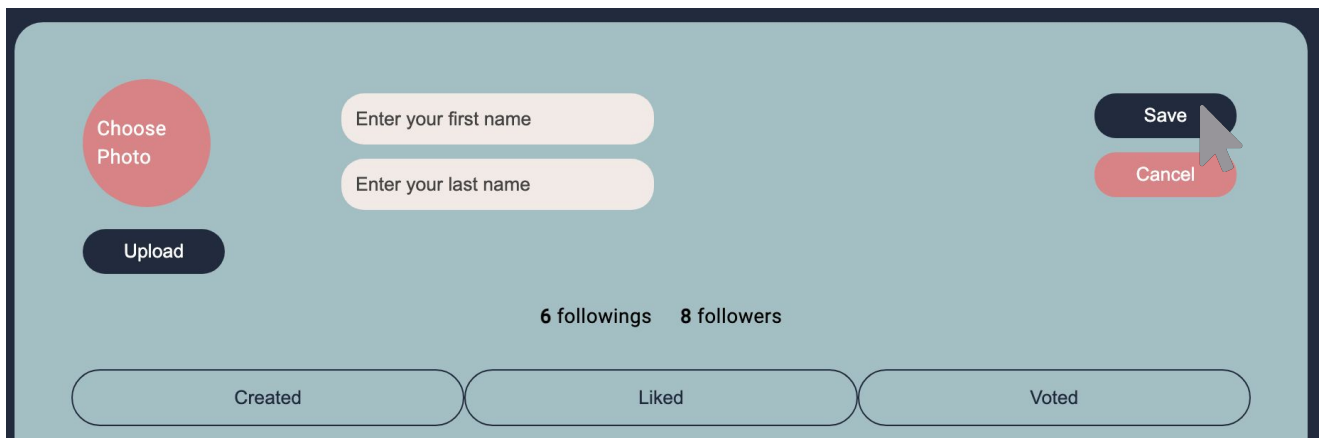 Choose
Photo
Upload
Enter your first name
Enter your last name
Save
Cancel
6 followings 8 followers
Created Liked Voted